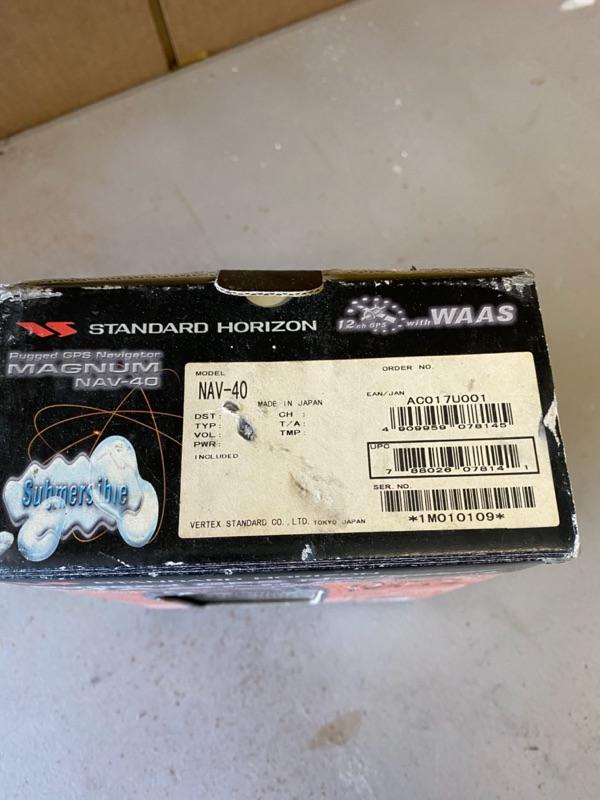 STANDARD HORIZON
12 ch GPS with WAAS
Rugged GPS Navigator
MAGNUM
NAV-40
Submersible
MODEL
NAV-40
MADE IN JAPAN
DST:
TYP:
VOL:
PWR:
CH :
T/A:
TMP:
INCLUDED
VERTEX STANDARD CO., LTD. TOKYO JAPAN
ORDER NO.
AC017U001
EAN/JAN
4 909959 078145
UPC
7 88026 07814 1
SER. NO.
*1M010109*